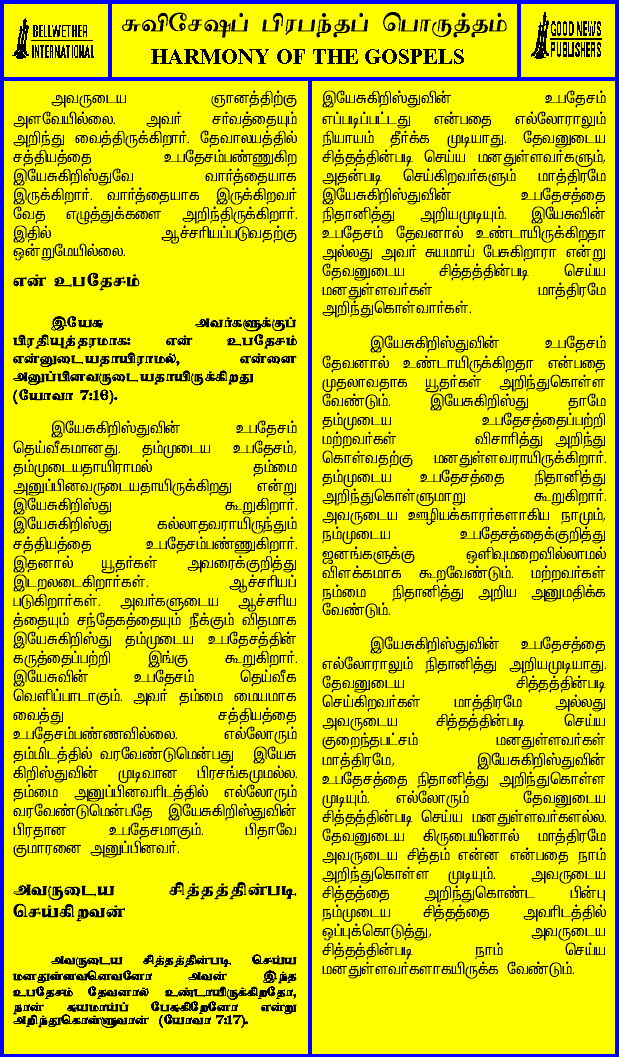 BELLWETHER
INTERNATIONAL
சுவிசேஷப் பிரபந்தப் பொருத்தம்
HARMONY OF THE GOSPELS
GOOD NEWS
PUBLISHERS
அவருடைய ஞானத்திற்கு
அளவேயில்லை. அவர் சர்வத்தையும்
அறிந்து வைத்திருக்கிறார். தேவாலயத்தில்
சத்தியத்தை உபதேசம்பண்ணுகிற
இயேசுகிறிஸ்துவே வார்த்தையாக
இருக்கிறார். வார்த்தையாக இருக்கிறவர்
வேத எழுத்துக்களை அறிந்திருக்கிறார்.
இதில் ஆச்சரியப்படுவதற்கு
ஒன்றுமேயில்லை.
என் உபதேசம்
இயேசு அவர்களுக்குப்
பிரதியுத்தரமாக: என் உபதேசம்
என்னுடையதாயிராமல், என்னை
அனுப்பினவருடையதாயிருக்கிறது
(யோவா 7:16).
இயேசுகிறிஸ்துவின் உபதேசம்
தெய்வீகமானது. தம்முடைய உபதேசம்,
தம்முடையதாயிராமல் தம்மை
அனுப்பினவருடையதாயிருக்கிறது என்று
இயேசுகிறிஸ்து கூறுகிறார்.
இயேசுகிறிஸ்து கல்லாதவராயிருந்தும்
சத்தியத்தை உபதேசம்பண்ணுகிறார்.
இதனால் யூதர்கள் அவரைக்குறித்து
இடறலடைகிறார்கள். ஆச்சரியப்
படுகிறார்கள். அவர்களுடைய ஆச்சரிய
த்தையும் சந்தேகத்தையும் நீக்கும் விதமாக
இயேசுகிறிஸ்து தம்முடைய உபதேசத்தின்
கருத்தைப்பற்றி இங்கு கூறுகிறார்.
இயேசுவின் உபதேசம் தெய்வீக
வெளிப்பாடாகும். அவர் தம்மை மையமாக
வைத்து சத்தியத்தை
உபதேசம்பண்ணவில்லை. எல்லோரும்
தம்மிடத்தில் வரவேண்டுமென்பது இயேசு
கிறிஸ்துவின் முடிவான பிரசங்கமுமல்ல.
தம்மை அனுப்பினவரிடத்தில் எல்லோரும்
வரவேண்டுமென்பதே இயேசுகிறிஸ்துவின்
பிரதான உபதேசமாகும். பிதாவே
குமாரனை அனுப்பினவர்.
அவருடைய சித்தத்தின்படி
செய்கிறவன்
அவருடைய சித்தத்தின்படி செய்ய
மனதுள்ளவனெவனோ அவன் இந்த
உபதேசம் தேவனால் உண்டாயிருக்கிறதோ,
நான் சுயமாய்ப் பேசுகிறேனோ என்று
அறிந்துகொள்ளுவான் (யோவா 7:17).
இயேசுகிறிஸ்துவின் உபதேசம்
எப்படிப்பட்டது என்பதை எல்லோராலும்
நியாயம் தீர்க்க முடியாது. தேவனுடைய
சித்தத்தின்படி செய்ய மனதுள்ளவர்களும்,
அதன்படி செய்கிறவர்களும் மாத்திரமே
இயேசுகிறிஸ்துவின் உபதேசத்தை
நிதானித்து அறியமுடியும். இயேசுவின்
உபதேசம் தேவனால் உண்டாயிருக்கிறதா
அல்லது அவர் சுயமாய் பேசுகிறாரா என்று
தேவனுடைய சித்தத்தின்படி செய்ய
மனதுள்ளவர்கள் மாத்திரமே
அறிந்துகொள்வார்கள்.
இயேசுகிறிஸ்துவின் உபதேசம்
தேவனால் உண்டாயிருக்கிறதா என்பதை
முதலாவதாக யூதர்கள் அறிந்துகொள்ள
வேண்டும். இயேசுகிறிஸ்து தாமே
தம்முடைய உபதேசத்தைப்பற்றி
மற்றவர்கள் விசாரித்து அறிந்து
கொள்வதற்கு மனதுள்ளவராயிருக்கிறார்.
தம்முடைய உபதேசத்தை நிதானித்து
அறிந்துகொள்ளுமாறு கூறுகிறார்.
அவருடைய ஊழியக்காரர்களாகிய நாமும்,
நம்முடைய உபதேசத்தைக்குறித்து
ஜனங்களுக்கு ஒளிவுமறைவில்லாமல்
விளக்கமாக கூறவேண்டும். மற்றவர்கள்
நம்மை நிதானித்து அறிய அனுமதிக்க
வேண்டும்.
இயேசுகிறிஸ்துவின் உபதேசத்தை
எல்லோராலும் நிதானித்து அறியமுடியாது.
தேவனுடைய சித்தத்தின்படி
செய்கிறவர்கள் மாத்திரமே அல்லது
அவருடைய சித்தத்தின்படி செய்ய
குறைந்தபட்சம் மனதுள்ளவர்கள்
மாத்திரமே, இயேசுகிறிஸ்துவின்
உபதேசத்தை நிதானித்து அறிந்துகொள்ள
முடியும். எல்லோரும் தேவனுடைய
சித்தத்தின்படி செய்ய மனதுள்ளவர்களல்ல.
தேவனுடைய கிருபையினால் மாத்திரமே
அவருடைய சித்தம் என்ன என்பதை நாம்
அறிந்துகொள்ள முடியும். அவருடைய
சித்தத்தை அறிந்துகொண்ட பின்பு
நம்முடைய சித்தத்தை அவரிடத்தில்
ஒப்புக்கொடுத்து, அவருடைய
சித்தத்தின்படி நாம் செய்ய
மனதுள்ளவர்களாகயிருக்க வேண்டும்.